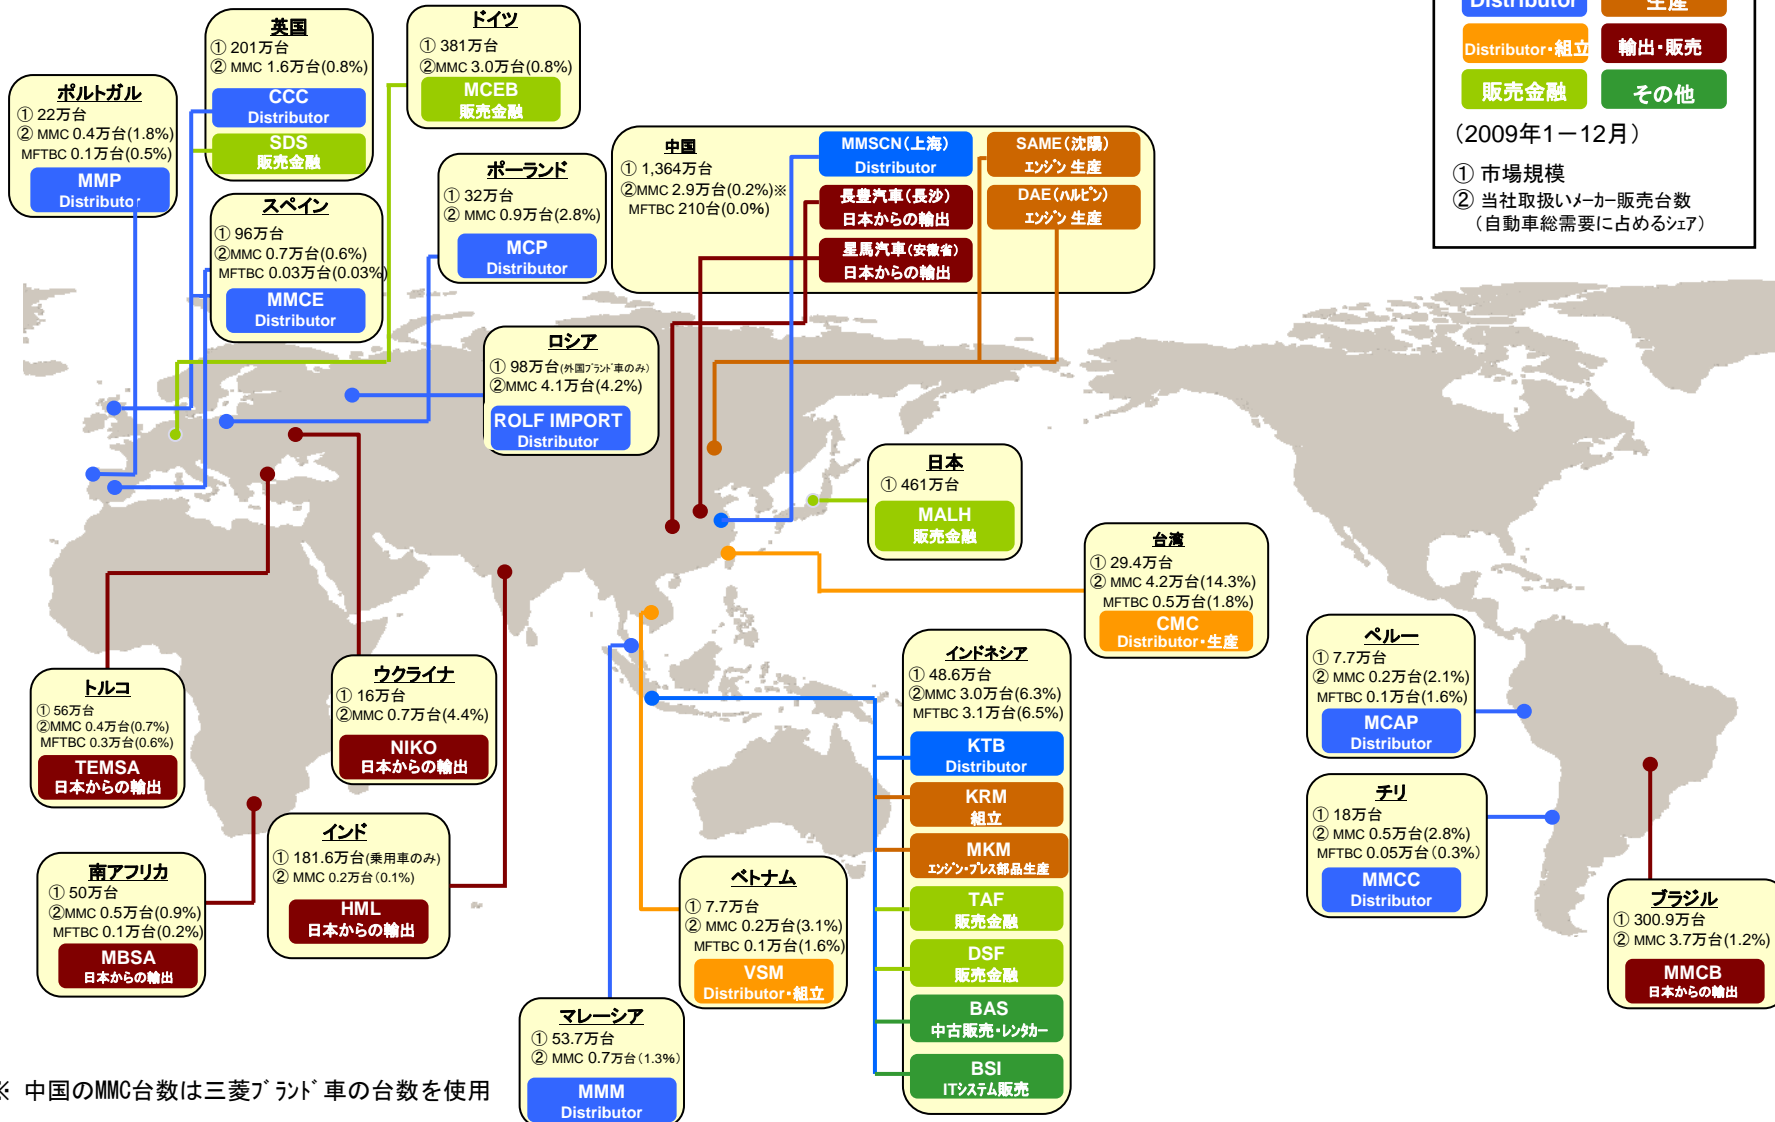 Distributor
生産
Distributor・組立
輸出・販売
販売金融
その他
(2009年1－12月)
① 市場規模
② 当社取扱いメーカー販売台数
(自動車総需要に占めるシェア)
英国
① 201万台
② MMC 1.6万台(0.8%)
CCC
Distributor
SDS
販売金融
ドイツ
① 381万台
②MMC 3.0万台(0.8%)
MCEB
販売金融
ポルトガル
① 22万台
② MMC 0.4万台(1.8%)
MFTBC 0.1万台(0.5%)
MMP
Distributor
スペイン
① 96万台
②MMC 0.7万台(0.6%)
MFTBC 0.03万台(0.03%)
MMCE
Distributor
ポーランド
① 32万台
② MMC 0.9万台(2.8%)
MCP
Distributor
中国
① 1,364万台
②MMC 2.9万台(0.2%)※
MFTBC 210台(0.0%)
MMSCN(上海)
Distributor
長豊汽車(長沙)
日本からの輸出
星馬汽車(安徽省)
日本からの輸出
SAME(沈陽)
エンジン 生産
DAE(ハルビン)
エンジン 生産
ロシア
① 98万台(外国ブランド車のみ)
②MMC 4.1万台(4.2%)
ROLF IMPORT
Distributor
日本
① 461万台
MALH
販売金融
台湾
① 29.4万台
② MMC 4.2万台(14.3%)
MFTBC 0.5万台(1.8%)
CMC
Distributor・生産
トルコ
① 56万台
②MMC 0.4万台(0.7%)
MFTBC 0.3万台(0.6%)
TEMSA
日本からの輸出
ウクライナ
① 16万台
②MMC 0.7万台(4.4%)
NIKO
日本からの輸出
インドネシア
① 48.6万台
②MMC 3.0万台(6.3%)
MFTBC 3.1万台(6.5%)
KTB
Distributor
KRM
組立
MKM
エンジン・プレス部品生産
TAF
販売金融
DSF
販売金融
BAS
中古販売・レンタカー
BSI
ITシステム販売
ペルー
① 7.7万台
② MMC 0.2万台(2.1%)
MFTBC 0.1万台(1.6%)
MCAP
Distributor
チリ
① 18万台
② MMC 0.5万台(2.8%)
MFTBC 0.05万台(0.3%)
MMCC
Distributor
ブラジル
① 300.9万台
② MMC 3.7万台(1.2%)
MMCB
日本からの輸出
南アフリカ
① 50万台
②MMC 0.5万台(0.9%)
MFTBC 0.1万台(0.2%)
MBSA
日本からの輸出
インド
① 181.6万台(乗用車のみ)
② MMC 0.2万台(0.1%)
HML
日本からの輸出
ベトナム
① 7.7万台
② MMC 0.2万台(3.1%)
MFTBC 0.1万台(1.6%)
VSM
Distributor・組立
マレーシア
① 53.7万台
② MMC 0.7万台(1.3%)
MMM
Distributor
※ 中国のMMC台数は三菱ブランド車の台数を使用